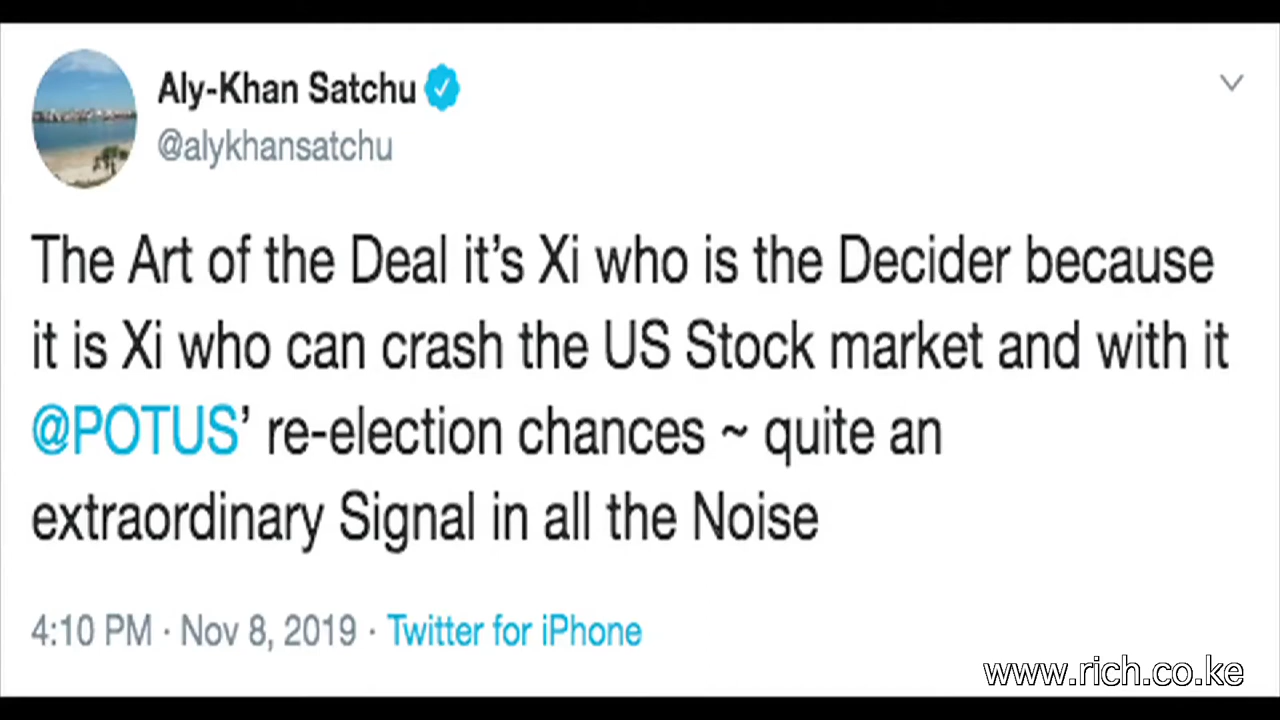 Aly-Khan Satchu
@alykhansatchu
The Art of the Deal it's Xi who is the Decider because
it is Xi who can crash the US Stock market and with it
@POTUS' re-election chances ~ quite an
extraordinary Signal in all the Noise
4:10 PM · Nov 8, 2019 · Twitter for iPhone
www.rich.co.ke